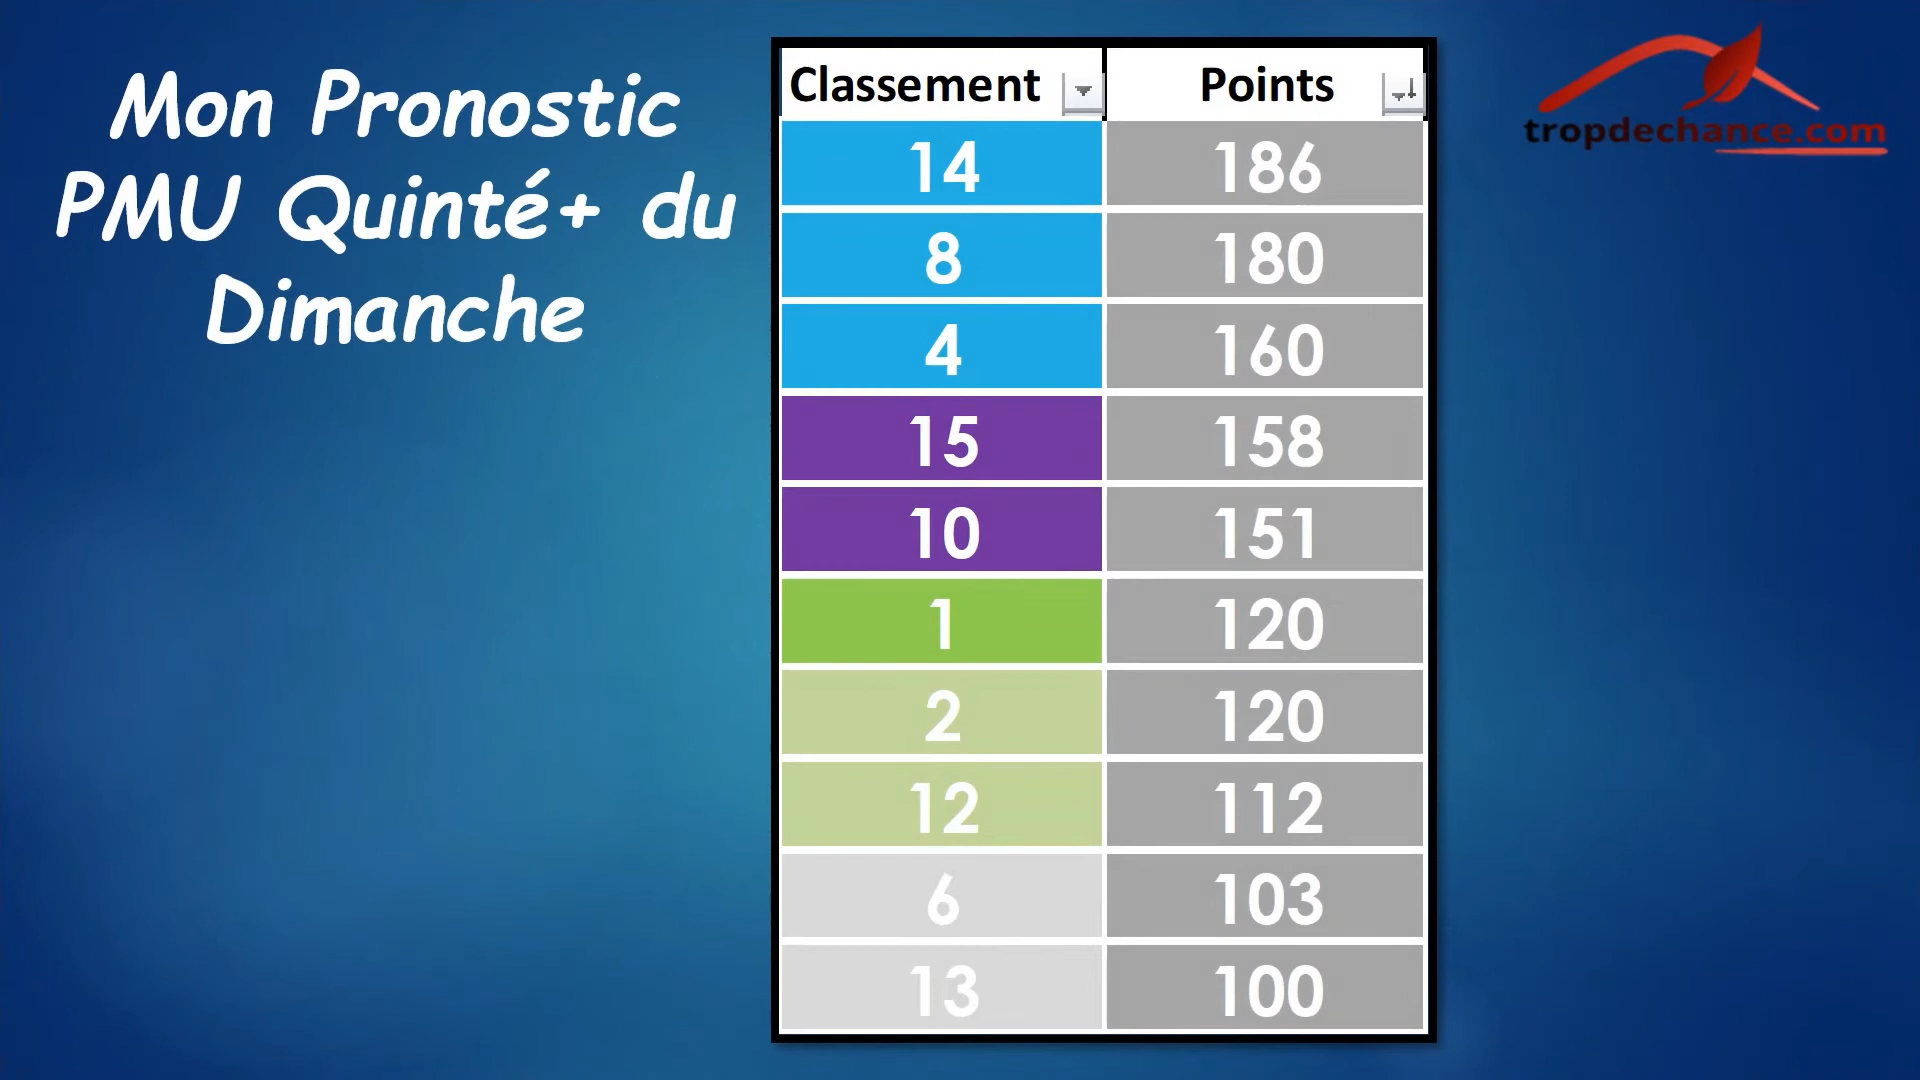 Mon Pronostic
PMU Quinté+ du
Dimanche
Classement Points
14 186
8 180
4 160
15 158
10 151
1 120
2 120
12 112
6 103
13 100
tropdechance.com